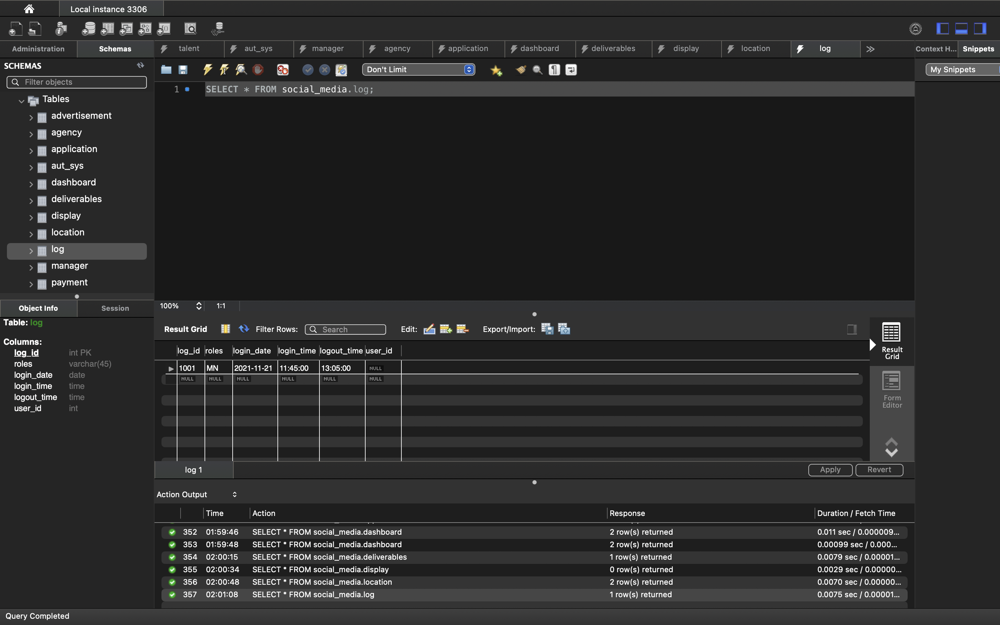 Local instance 3306
Administration
Schemas
talent
aut_sys
manager
agency
application
dashboard
deliverables
display
location
log
Context H...
Snippets
SCHEMAS
Filter objects
Don't Limit
My Snippets
1
SELECT * FROM social_media.log;
Tables
advertisement
agency
application
aut_sys
dashboard
deliverables
display
location
log
manager
payment
Object Info
Session
100%
1:1
Table: log
Columns:
log_id int PK
roles varchar(45)
login_date date
login_time time
logout_time time
user_id int
Result Grid
Filter Rows:
Search
Edit:
Export/Import:
log_id roles login_date login_time logout_time user_id
1001 MN 2021-11-21 11:45:00 13:05:00 NULL
NULL NULL NULL NULL NULL NULL
Result
Grid
Form
Editor
log 1
Apply
Revert
Action Output
Time Action Response Duration / Fetch Time
352 01:59:46 SELECT * FROM social_media.dashboard 2 row(s) returned 0.011 sec / 0.000009...
353 01:59:48 SELECT * FROM social_media.dashboard 2 row(s) returned 0.00099 sec / 0.000...
354 02:00:15 SELECT * FROM social_media.deliverables 1 row(s) returned 0.0079 sec / 0.00001...
355 02:00:34 SELECT * FROM social_media.display 0 row(s) returned 0.0029 sec / 0.00000...
356 02:00:48 SELECT * FROM social_media.location 2 row(s) returned 0.0070 sec / 0.00000...
357 02:01:08 SELECT * FROM social_media.log 1 row(s) returned 0.0075 sec / 0.00001...
Query Completed